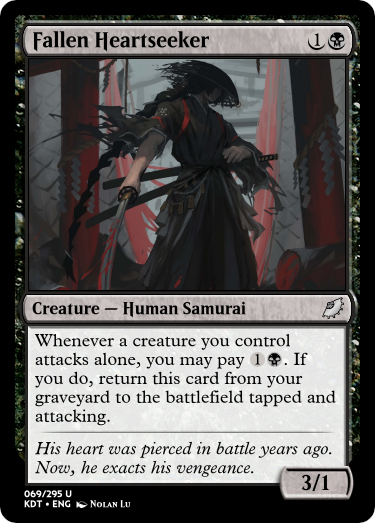 Fallen Heartseeker 1
Creature — Human Samurai
Whenever a creature you control
attacks alone, you may pay 1 . If
you do, return this card from your
graveyard to the battlefield tapped and
attacking.
His heart was pierced in battle years ago.
Now, he exacts his vengeance.
3/1
069/295 U
KDT • ENG Nolan Lu